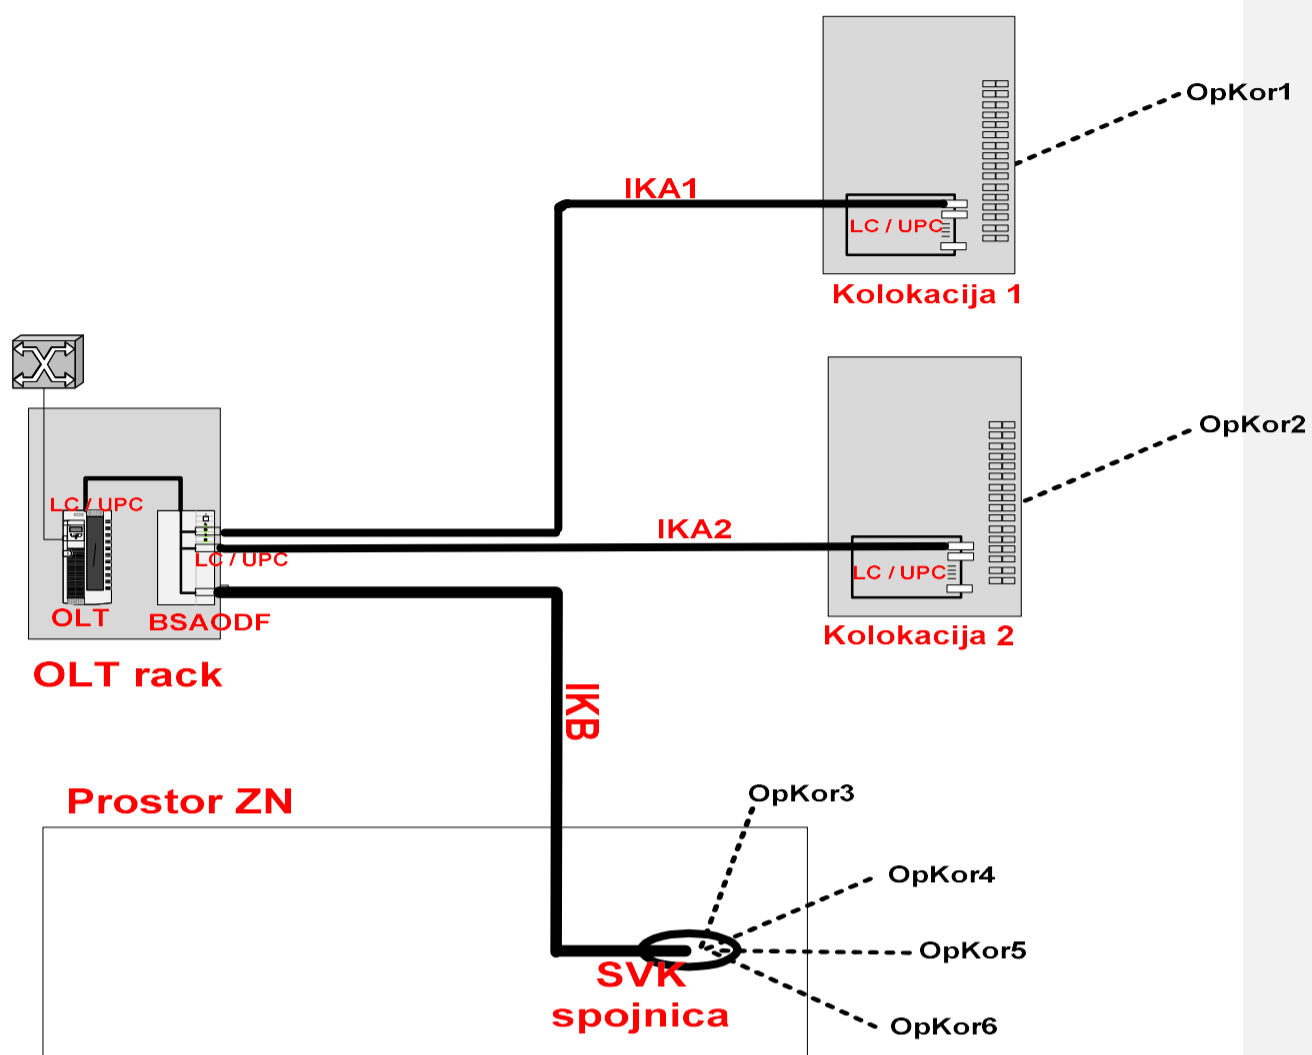 OpKor1
IKA1
LC / UPC
Kolokacija 1
OpKor2
LC / UPC
IKA2
LC / UPC
LC / UPC
OLT
BSAODF
Kolokacija 2
OLT rack
IKB
Prostor ZN
OpKor3
OpKor4
OpKor5
SVK
spojnica
OpKor6